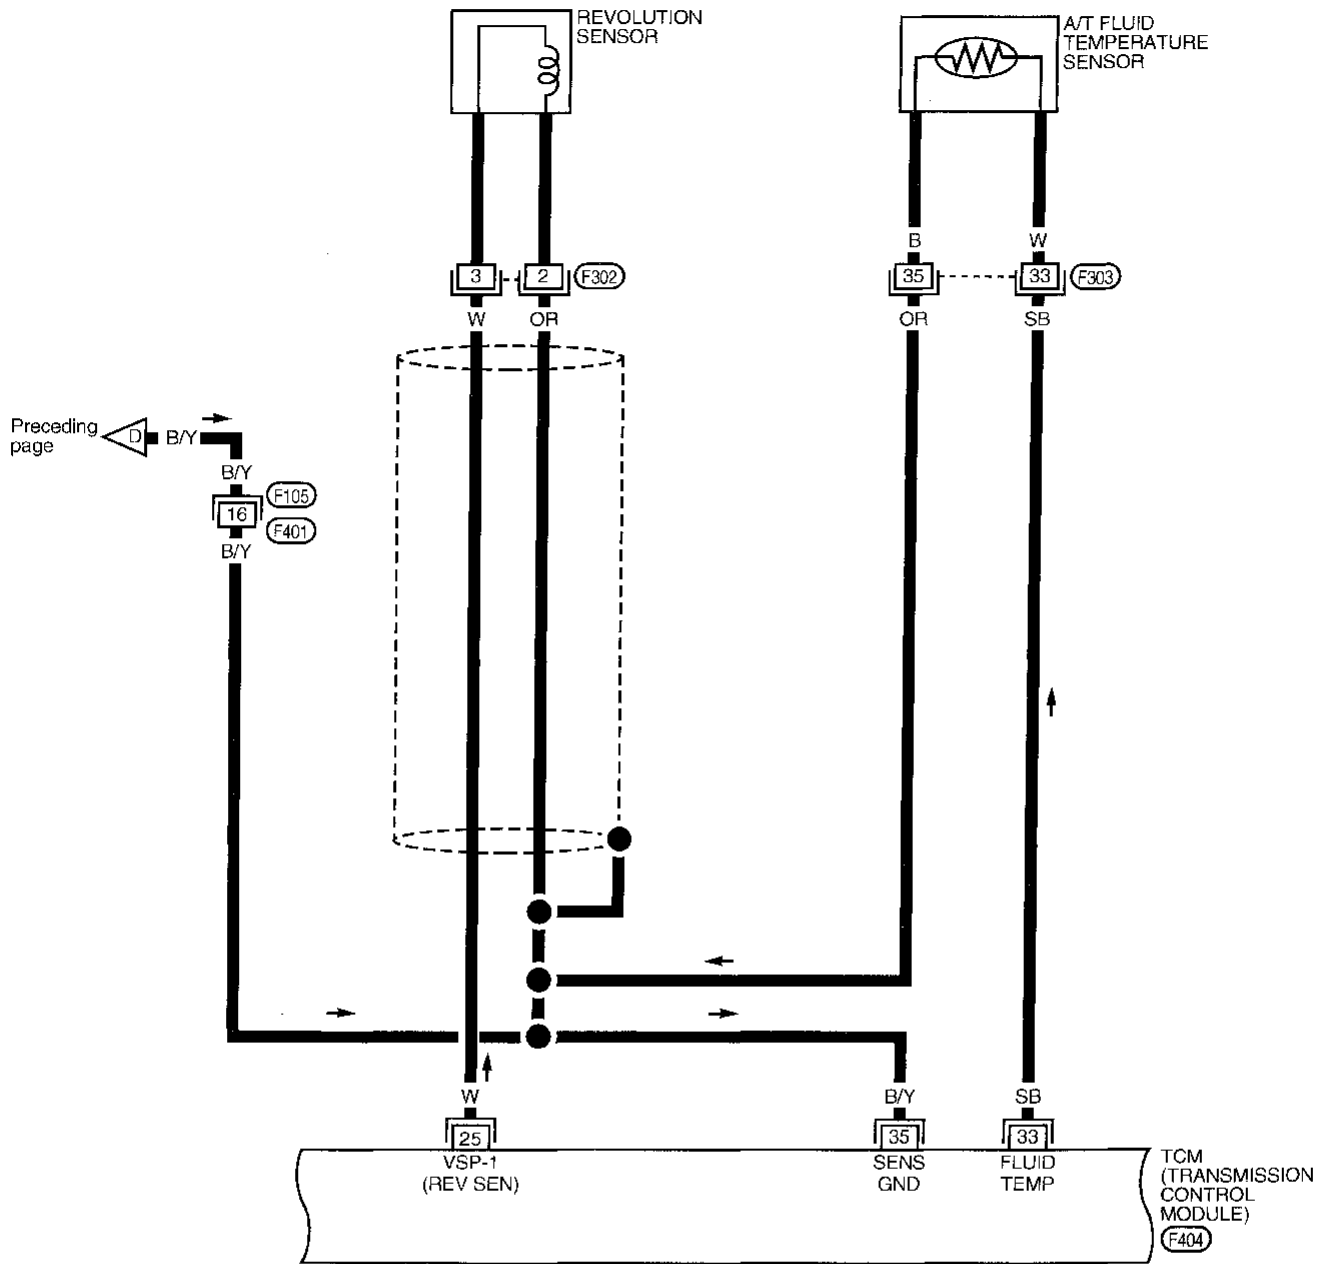 REVOLUTION
SENSOR
A/T FLUID
TEMPERATURE
SENSOR
B
W
3
2
F302
35
33
F303
W
OR
OR
SB
Preceding
page
D
B/Y
B/Y
F105
16
F401
B/Y
W
B/Y
SB
25
35
33
VSP-1
(REV SEN)
SENS
GND
FLUID
TEMP
TCM
(TRANSMISSION
CONTROL
MODULE)
F404